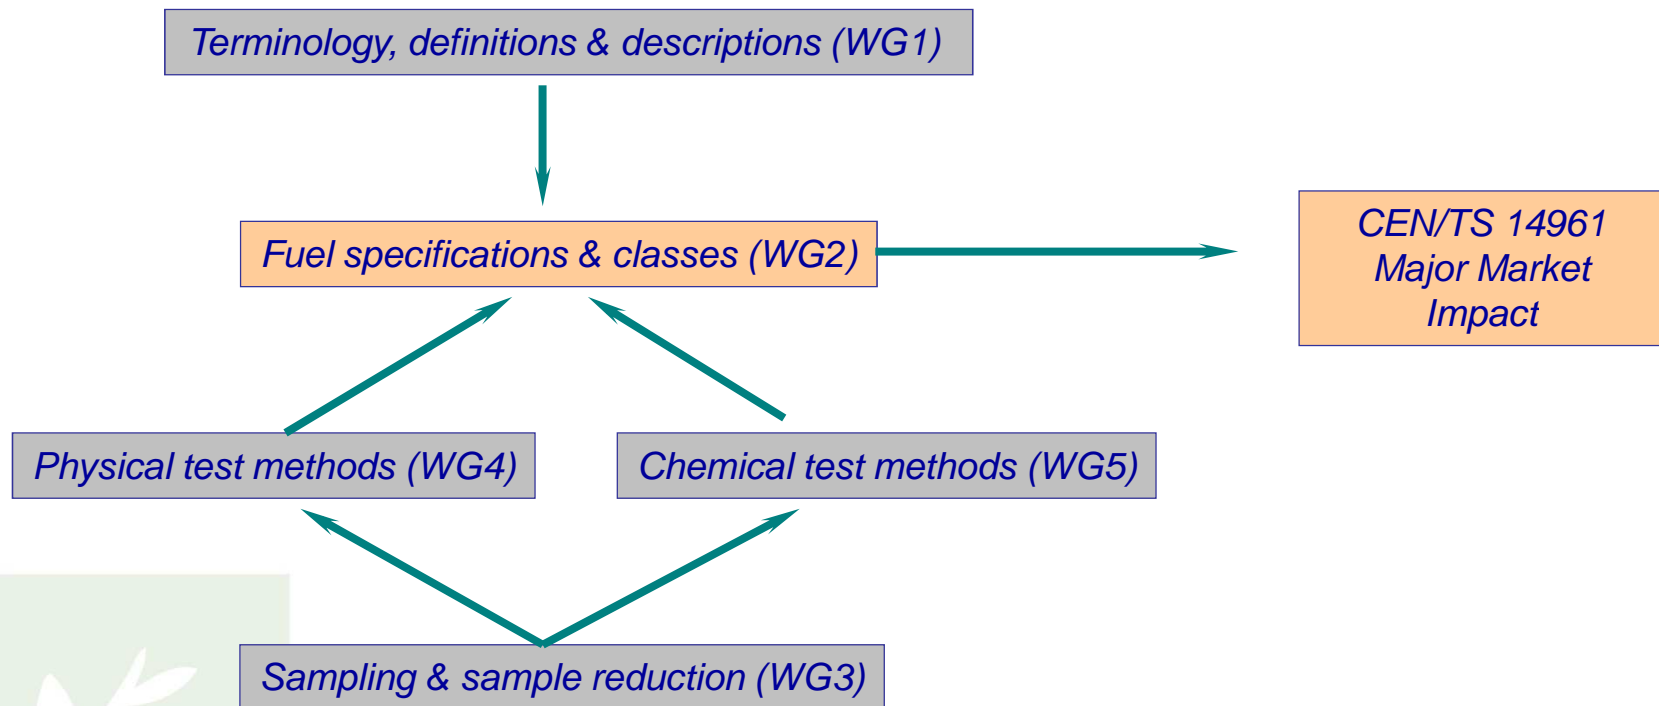 Terminology, definitions & descriptions (WG1)
Fuel specifications & classes (WG2)
CEN/TS 14961
Major Market
Impact
Physical test methods (WG4)
Chemical test methods (WG5)
Sampling & sample reduction (WG3)